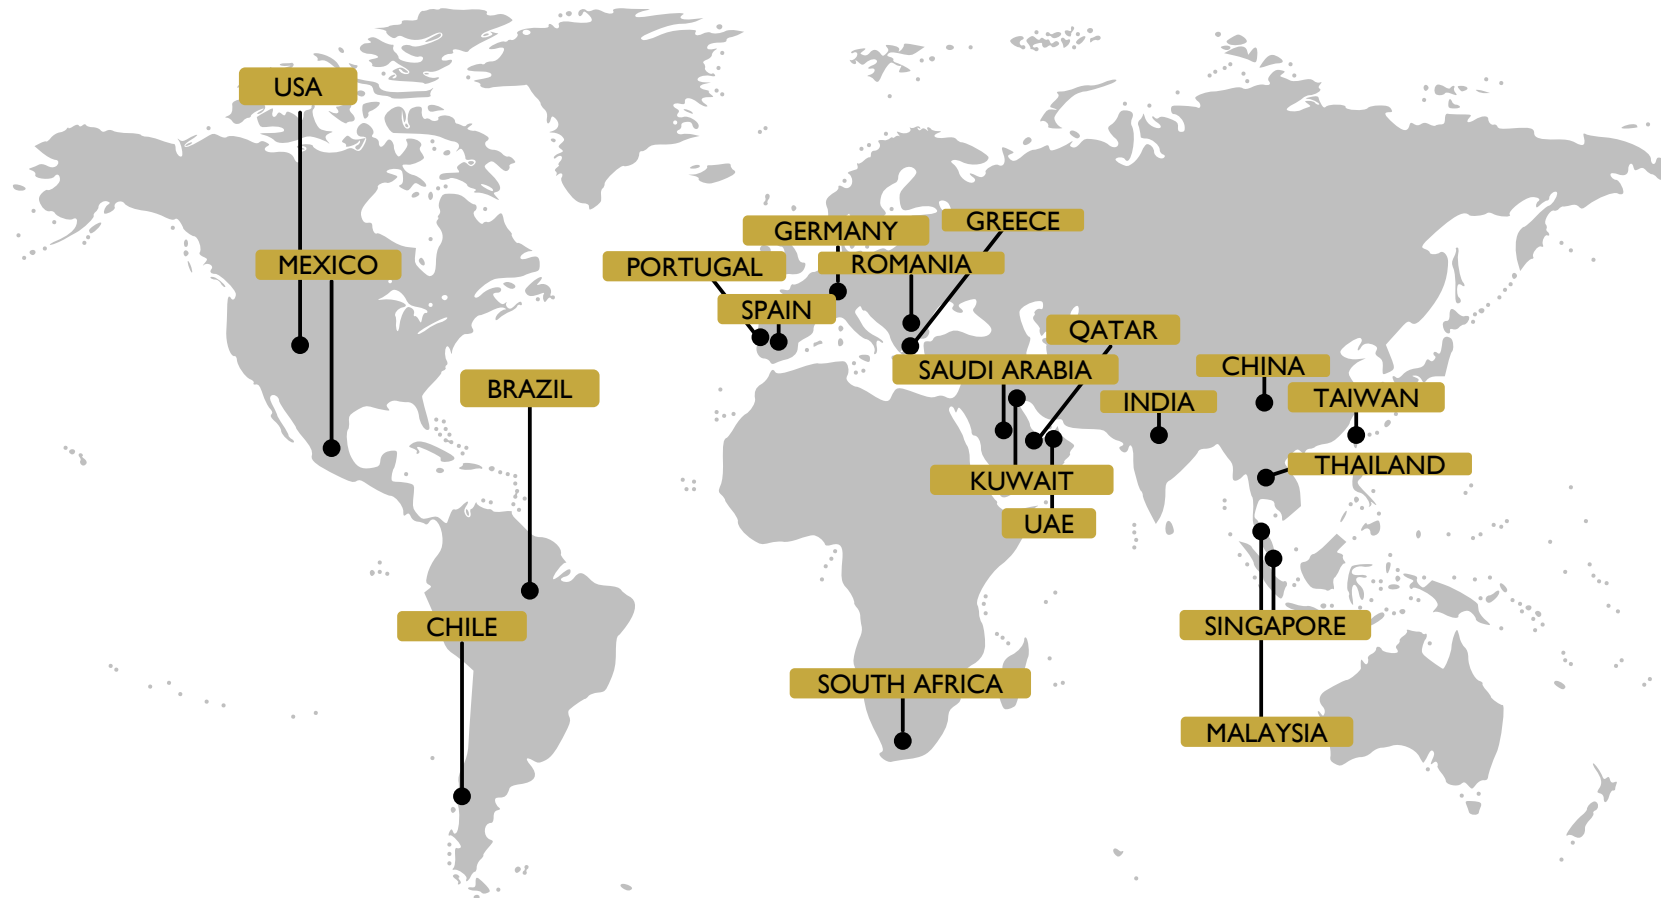 USA
GREECE
GERMANY
MEXICO
PORTUGAL
ROMANIA
SPAIN
QATAR
SAUDI ARABIA
CHINA
BRAZIL
INDIA
TAIWAN
THAILAND
KUWAIT
UAE
CHILE
SINGAPORE
SOUTH AFRICA
MALAYSIA